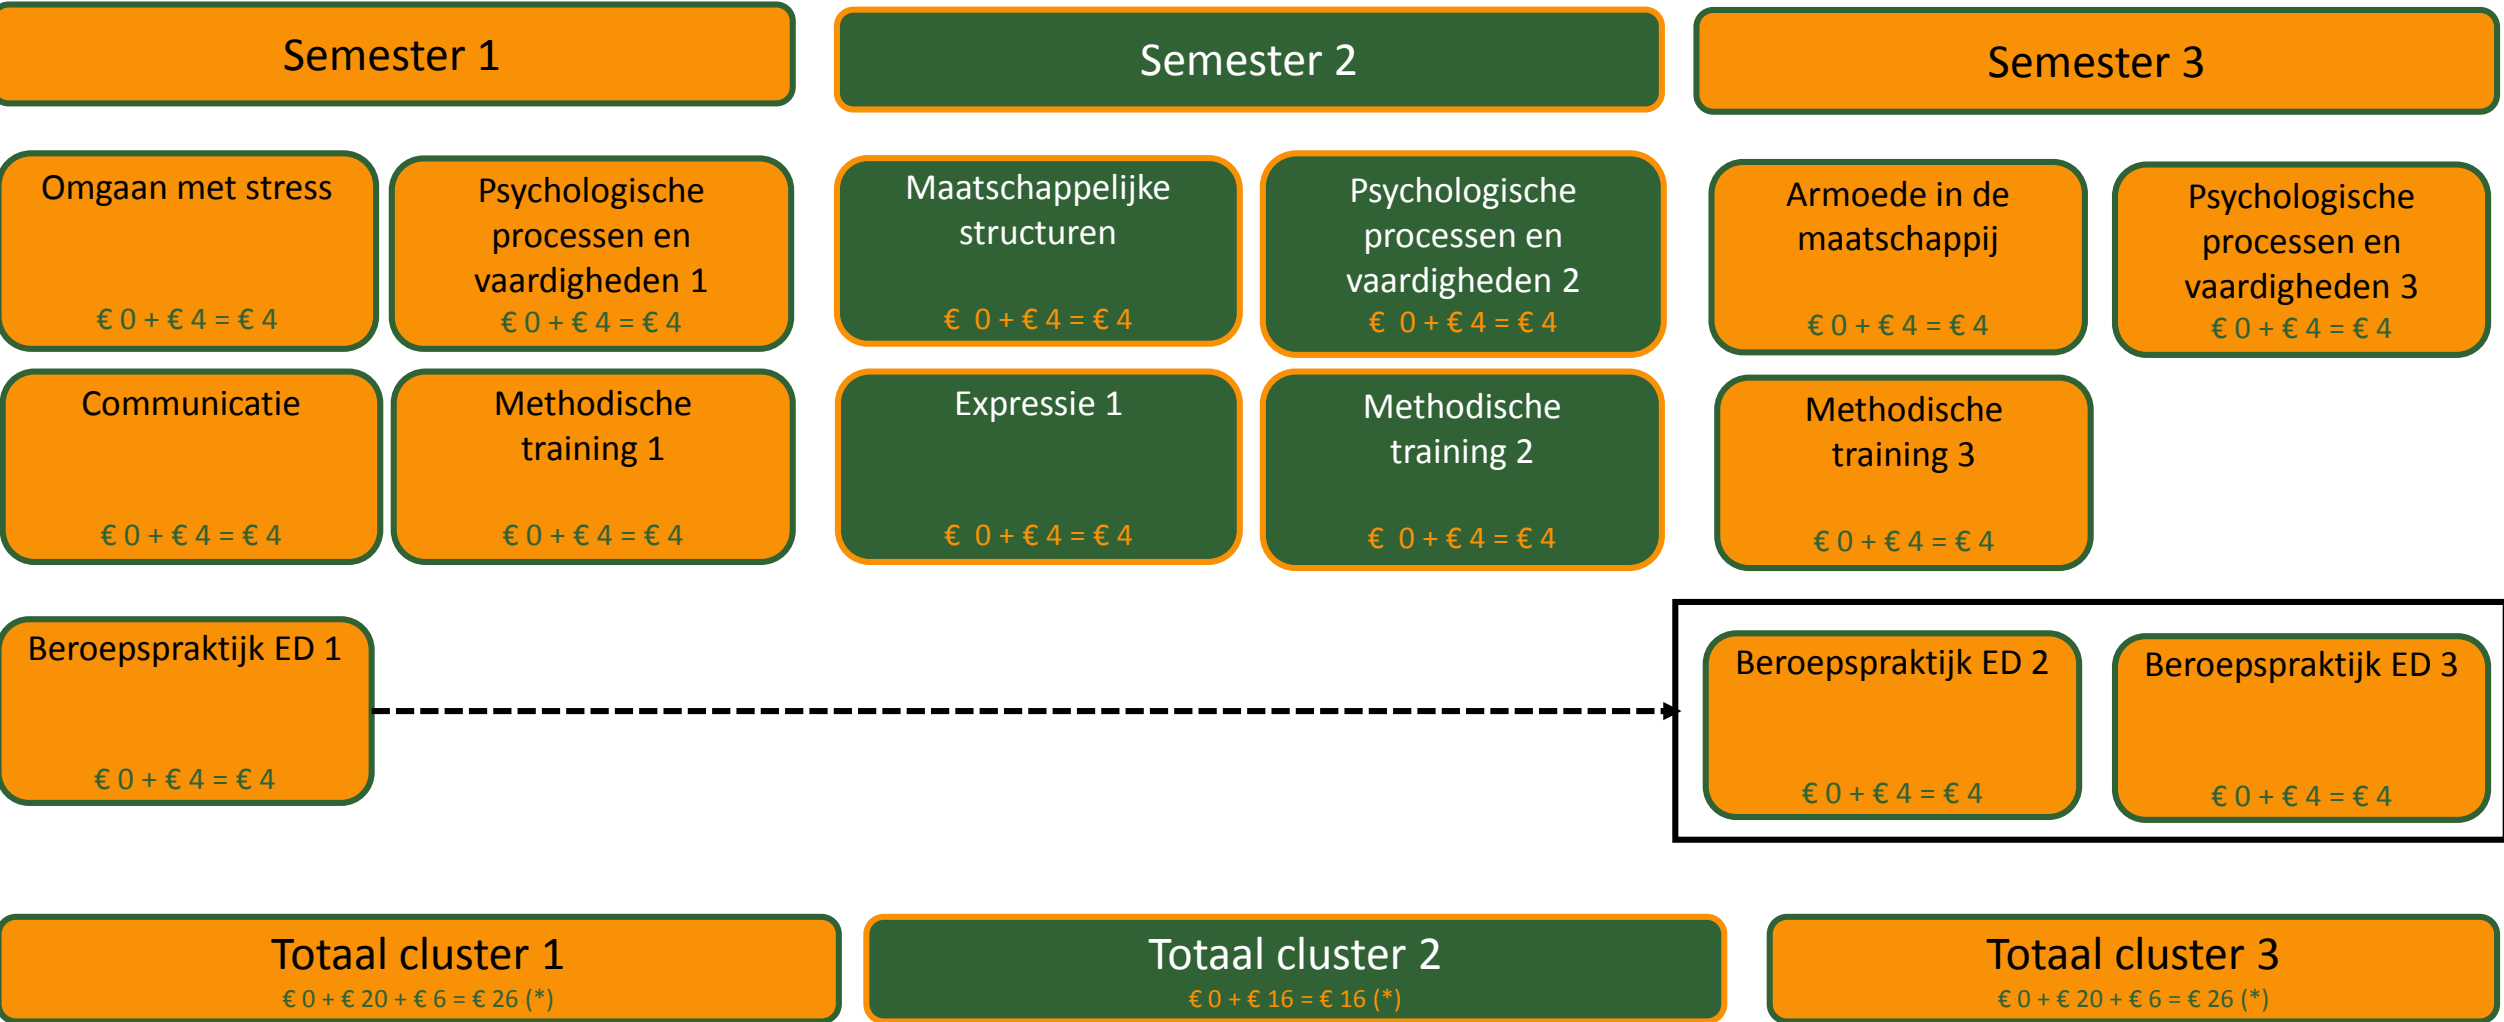 Semester 1
Semester 2
Semester 3
Omgaan met stress
€ 0 + € 4 = € 4
Psychologische
processen en
vaardigheden 1
€ 0 + € 4 = € 4
Maatschappelijke
structuren
€ 0 + € 4 = € 4
Psychologische
processen en
vaardigheden 2
€ 0 + € 4 = € 4
Armoede in de
maatschappij
€ 0 + € 4 = € 4
Psychologische
processen en
vaardigheden 3
€ 0 + € 4 = € 4
Communicatie
€ 0 + € 4 = € 4
Methodische
training 1
€ 0 + € 4 = € 4
Expressie 1
€ 0 + € 4 = € 4
Methodische
training 2
€ 0 + € 4 = € 4
Methodische
training 3
€ 0 + € 4 = € 4
Beroepspraktijk ED 1
€ 0 + € 4 = € 4
Beroepspraktijk ED 2
€ 0 + € 4 = € 4
Beroepspraktijk ED 3
€ 0 + € 4 = € 4
Totaal cluster 1
€ 0 + € 20 + € 6 = € 26 (*)
Totaal cluster 2
€ 0 + € 16 = € 16 (*)
Totaal cluster 3
€ 0 + € 20 + € 6 = € 26 (*)